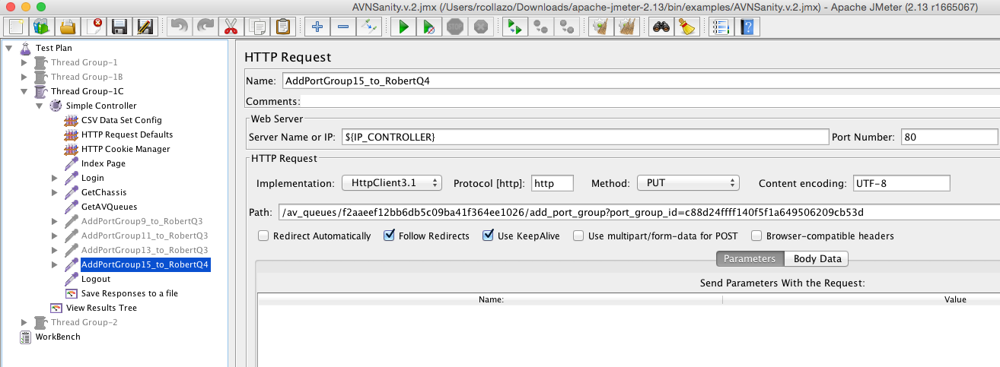 AVNSanity.v.2.jmx (/Users/rcollazo/Downloads/apache-jmeter-2.13/bin/examples/AVNSanity.v.2.jmx) - Apache JMeter (2.13 r1665067)
Test Plan
Thread Group-1
Thread Group-1B
Thread Group-1C
Simple Controller
CSV Data Set Config
HTTP Request Defaults
HTTP Cookie Manager
Index Page
Login
GetChassis
GetAVQueues
AddPortGroup9_to_RobertQ3
AddPortGroup11_to_RobertQ3
AddPortGroup13_to_RobertQ3
AddPortGroup15_to_RobertQ4
Logout
Save Responses to a file
View Results Tree
Thread Group-2
WorkBench
HTTP Request
Name: AddPortGroup15_to_RobertQ4
Comments:
Web Server
Server Name or IP: ${IP_CONTROLLER} Port Number: 80
HTTP Request
Implementation: HttpClient3.1 Protocol [http]: http Method: PUT Content encoding: UTF-8
Path: /av_queues/f2aaeef12bb6db5c09ba41f364ee1026/add_port_group?port_group_id=c88d24ffff140f5f1a649506209cb53d
Redirect Automatically Follow Redirects Use KeepAlive Use multipart/form-data for POST Browser-compatible headers
Parameters Body Data
Send Parameters With the Request:
Name: Value